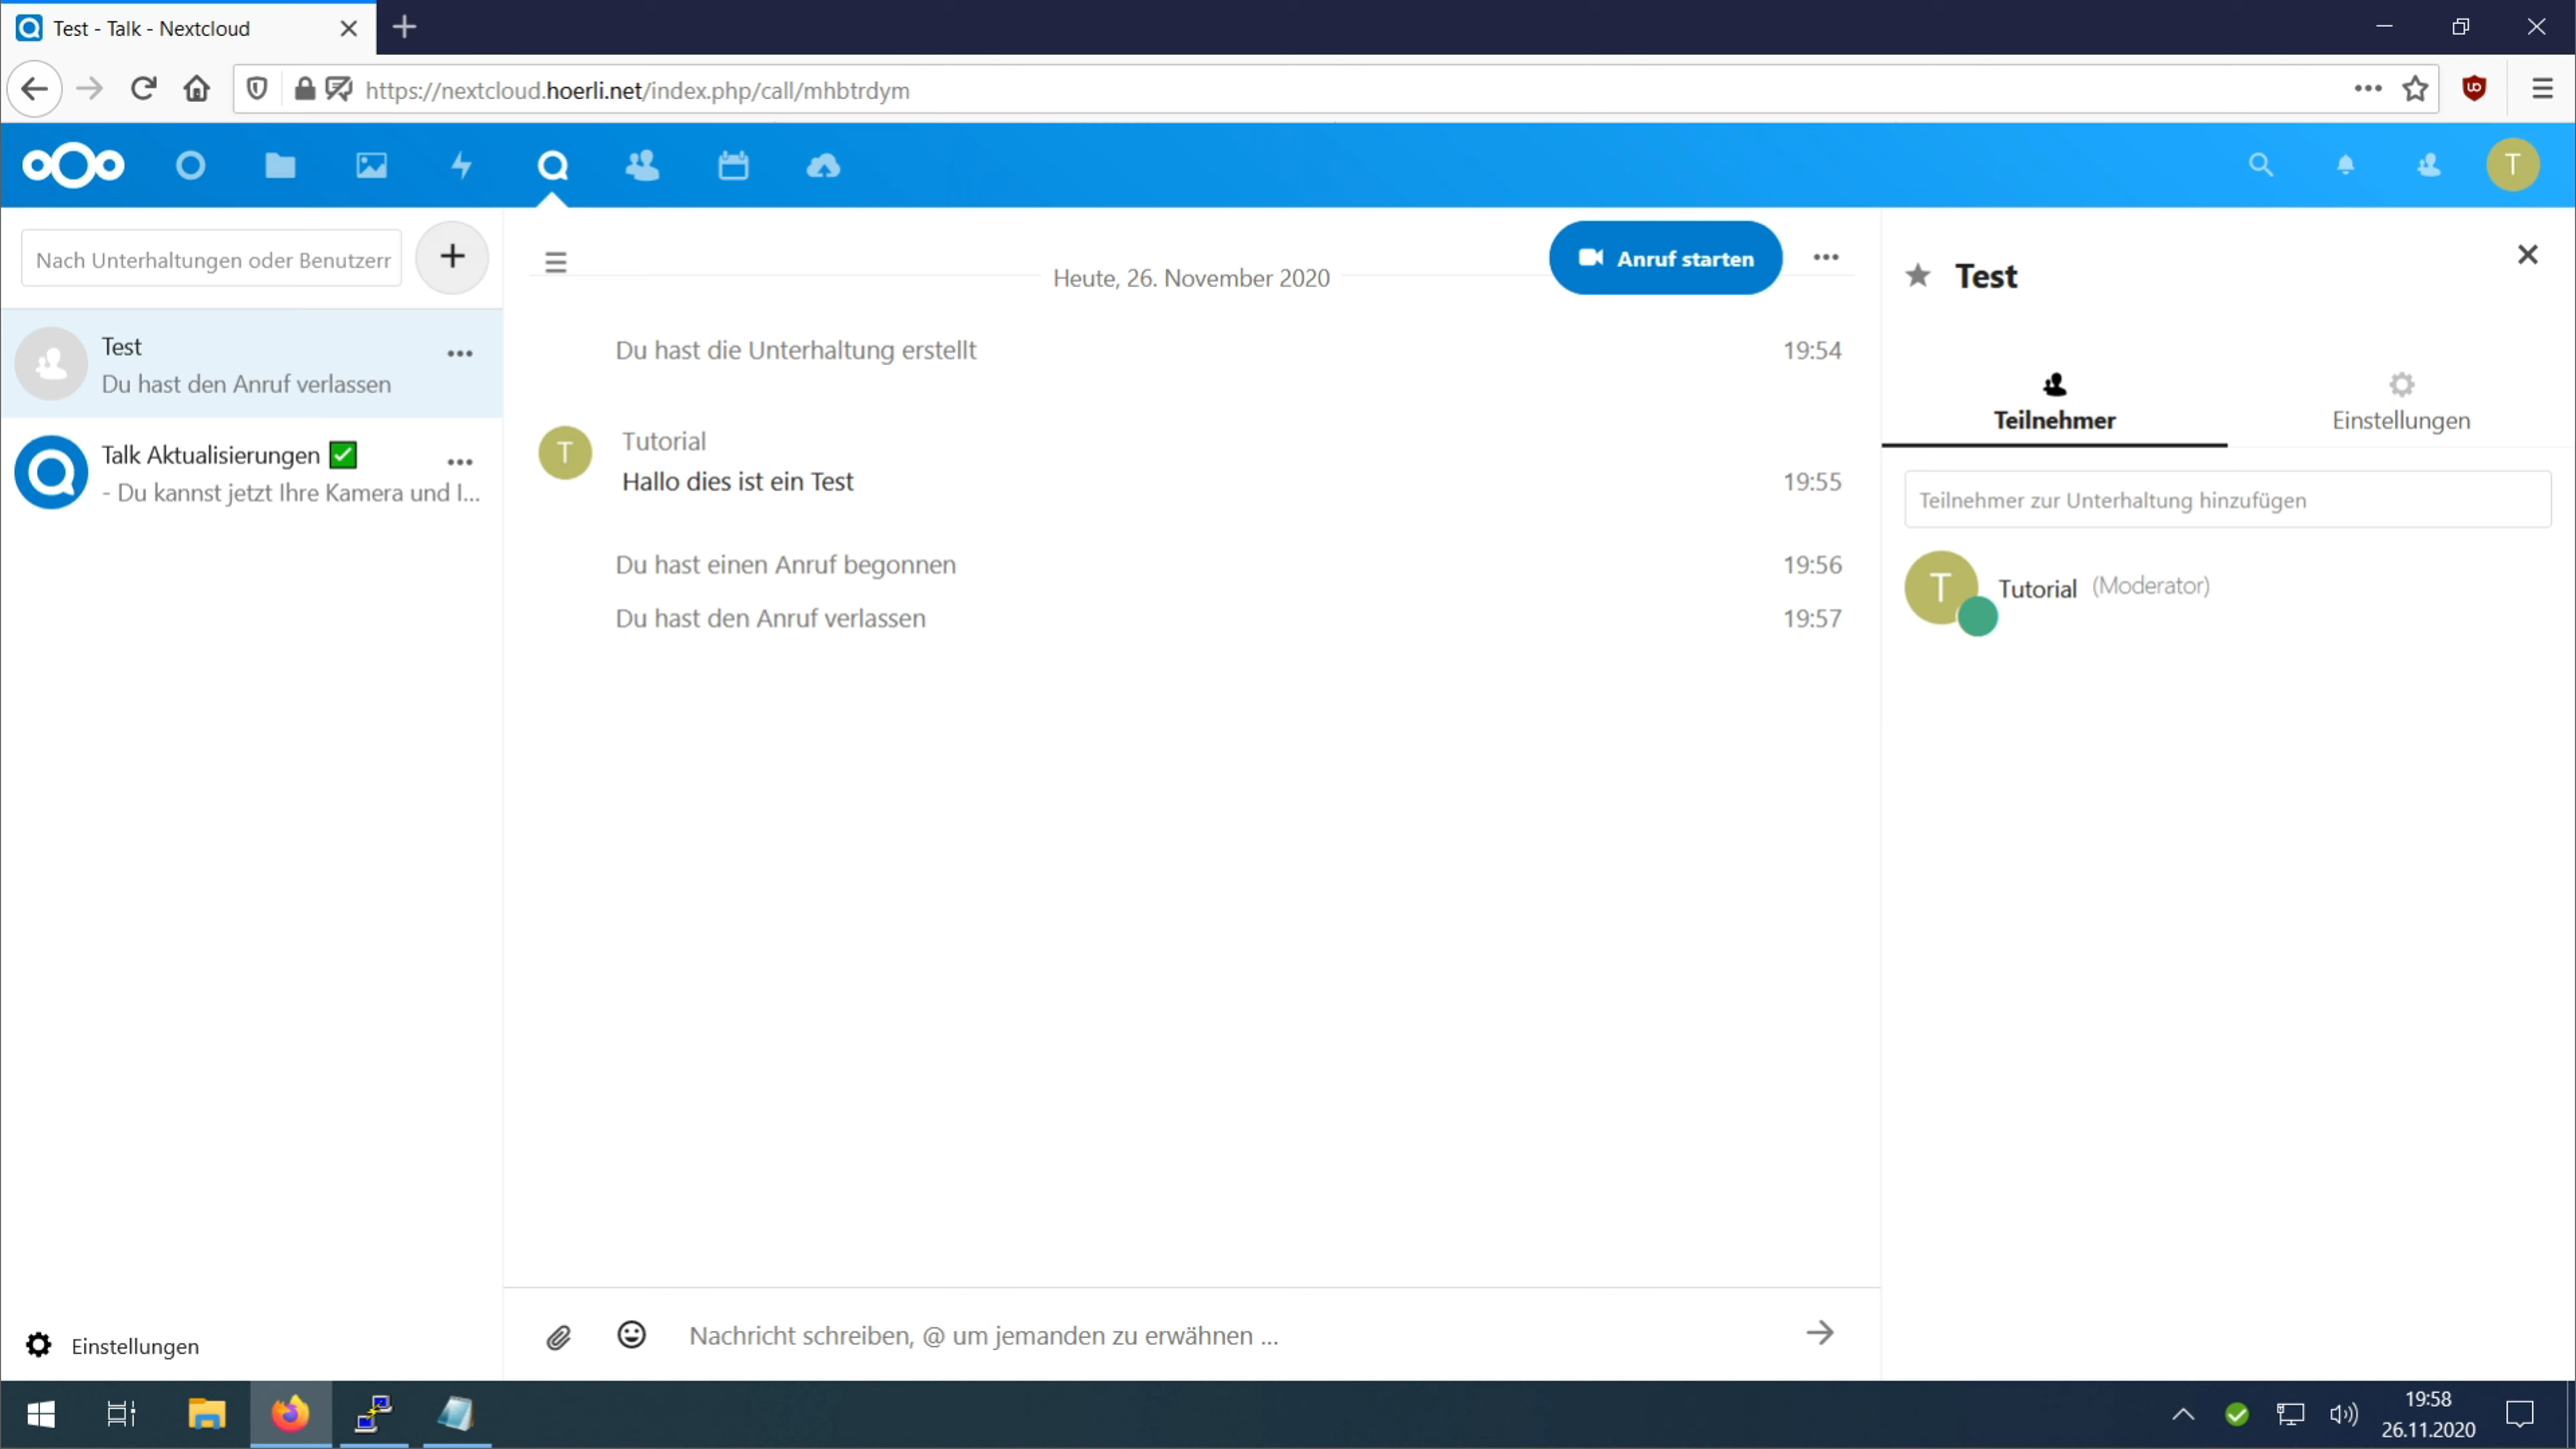 Test - Talk - Nextcloud
https://nextcloud.hoerli.net/index.php/call/mhbtrdym
T
Nach Unterhaltungen oder Benutzerr
Test
Du hast den Anruf verlassen
Talk Aktualisierungen ✅
- Du kannst jetzt Ihre Kamera und I...
Einstellungen
Heute, 26. November 2020
Anruf starten
Du hast die Unterhaltung erstellt 19:54
T
Tutorial
Hallo dies ist ein Test 19:55
Du hast einen Anruf begonnen 19:56
Du hast den Anruf verlassen 19:57
Nachricht schreiben, @ um jemanden zu erwähnen ...
Test
Teilnehmer
Einstellungen
Teilnehmer zur Unterhaltung hinzufügen
T
Tutorial (Moderator)
19:58
26.11.2020